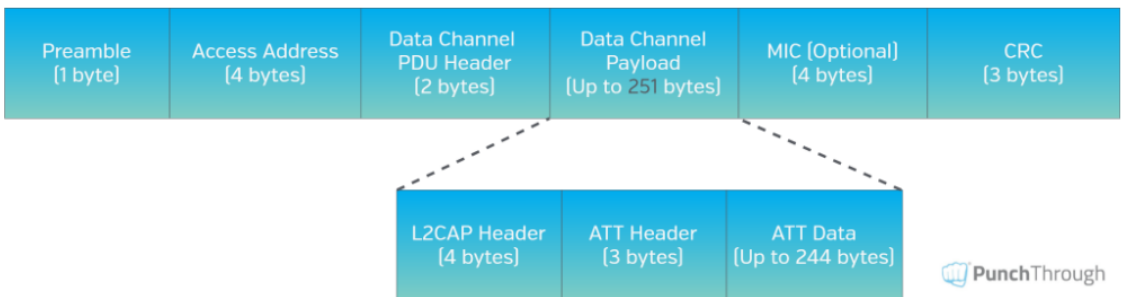 Preamble
(1 byte)
Access Address
(4 bytes)
Data Channel
PDU Header
(2 bytes)
Data Channel
Payload
(Up to 251 bytes)
MIC (Optional)
(4 bytes)
CRC
(3 bytes)
L2CAP Header
(4 bytes)
ATT Header
(3 bytes)
ATT Data
(Up to 244 bytes)
PunchThrough